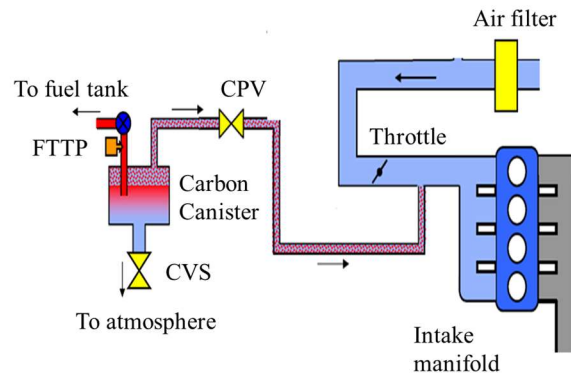 Air filter
To fuel tank
CPV
FTTP
Throttle
Carbon
Canister
CVS
To atmosphere
Intake
manifold